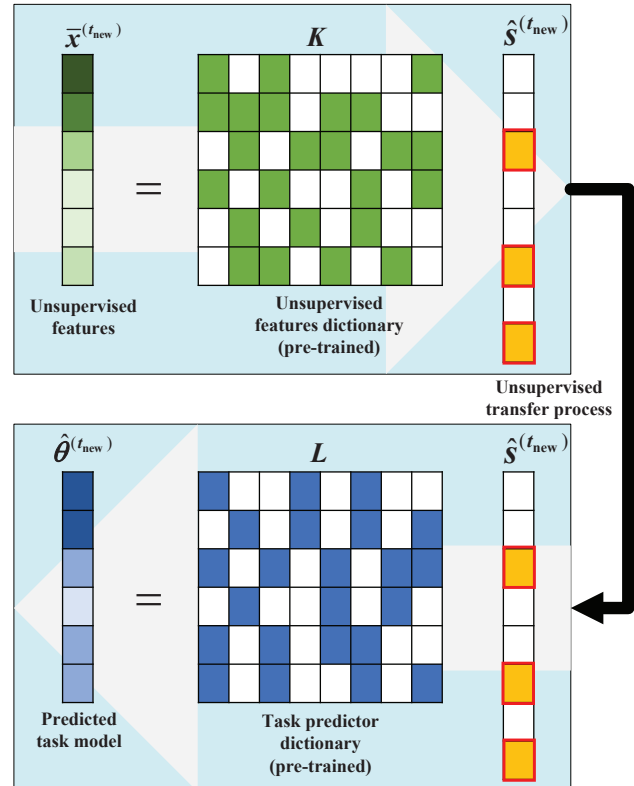 x̄^(t_new) K ŝ^(t_new)
=
Unsupervised
features
Unsupervised
features dictionary
(pre-trained)
Unsupervised
transfer process
θ̂^(t_new) L ŝ^(t_new)
=
Predicted
task model
Task predictor
dictionary
(pre-trained)